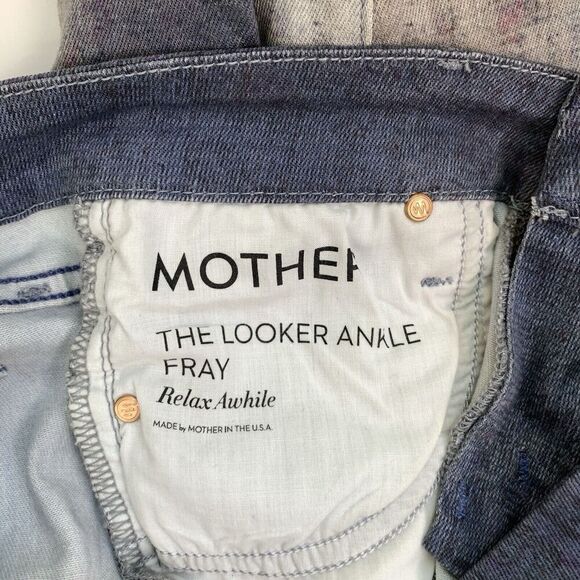 MOTHER
THE LOOKER ANKLE
FRAY
Relax Awhile
MADE by MOTHER IN THE U.S.A.